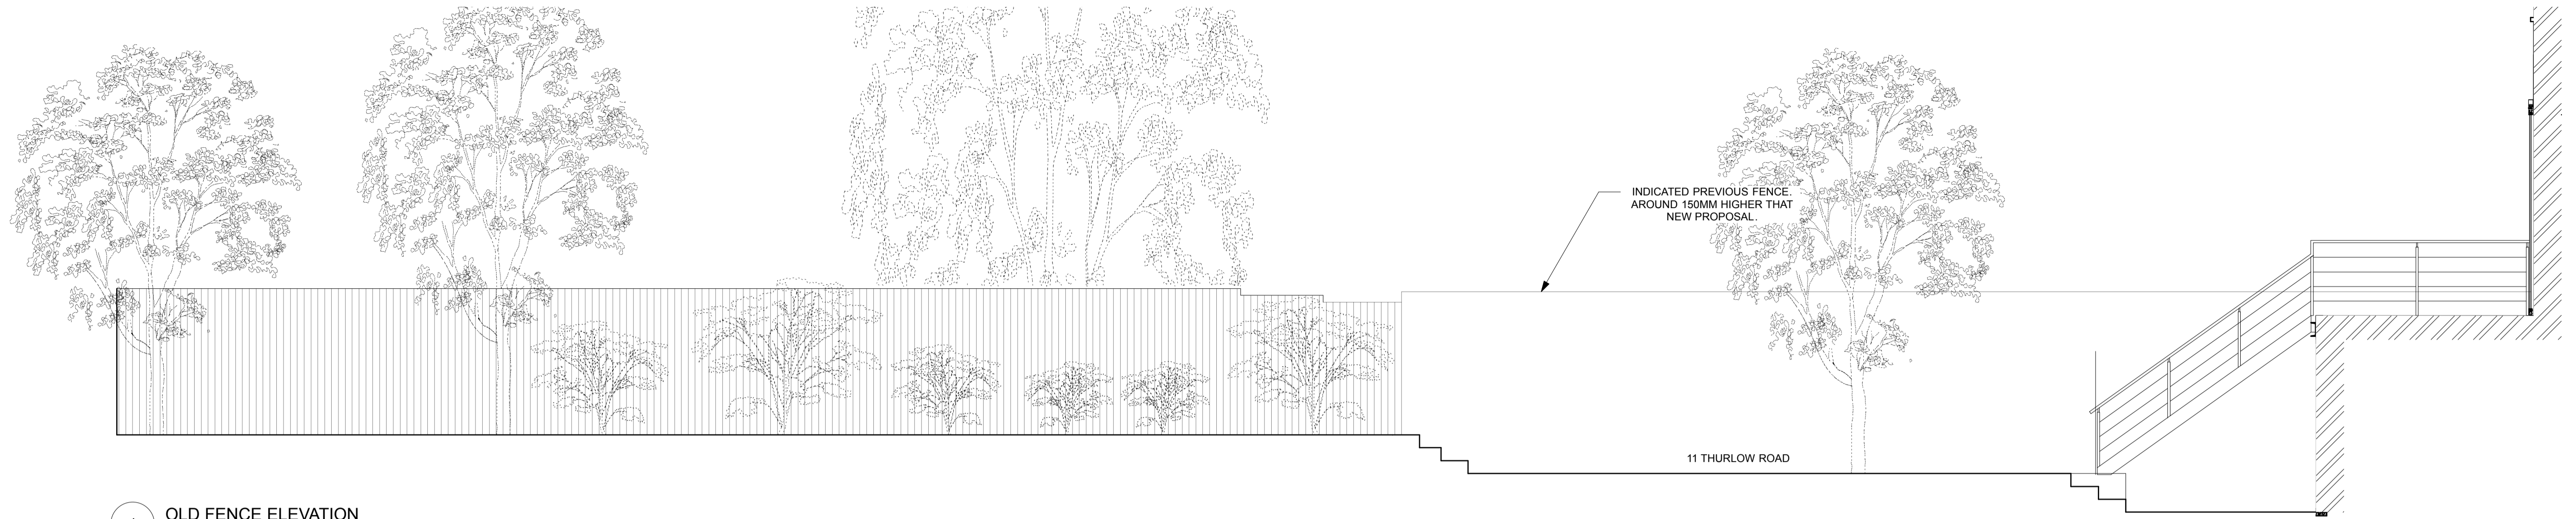 INDICATED PREVIOUS FENCE.
AROUND 150MM HIGHER THAT
NEW PROPOSAL.
11 THURLOW ROAD
OLD FENCE ELEVATION